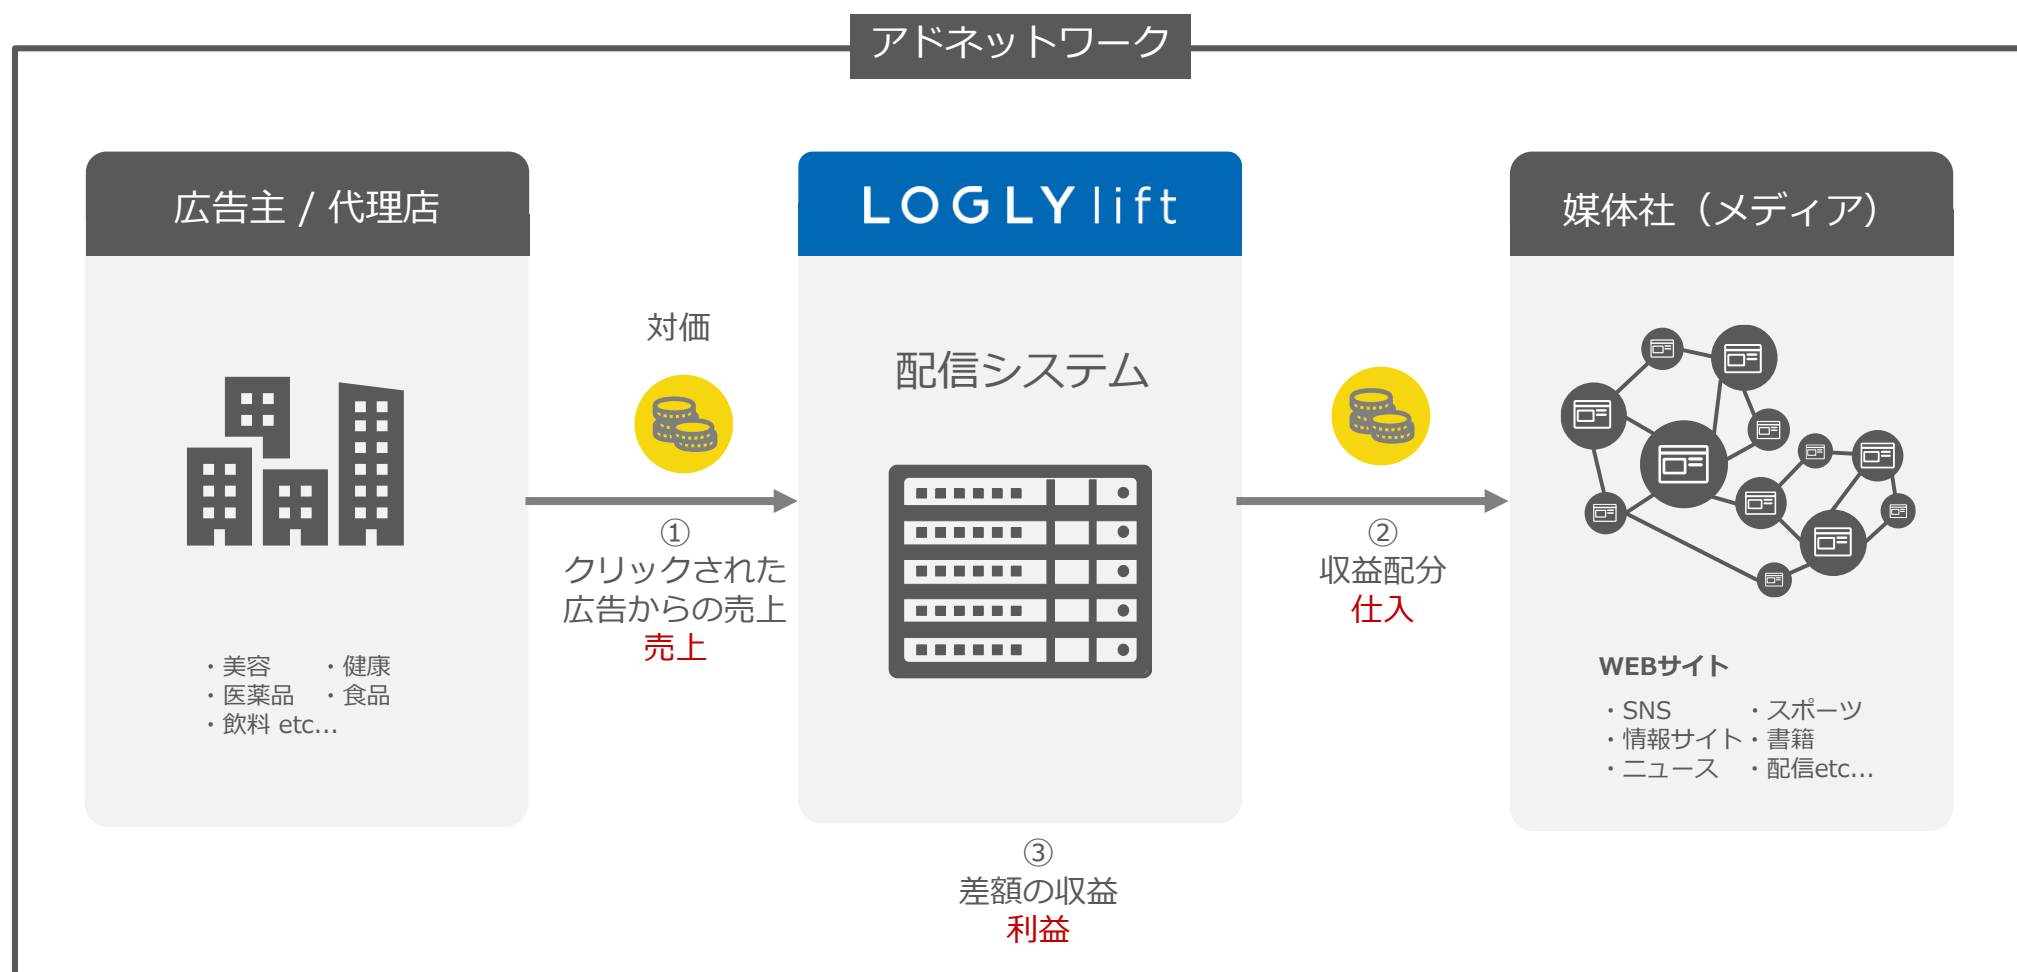 アドネットワーク
広告主 / 代理店
・美容 ・健康
・医薬品 ・食品
・飲料 etc…
対価
①
クリックされた
広告からの売上
売上
LOGLY lift
配信システム
③
差額の収益
利益
②
収益配分
仕入
媒体社（メディア）
WEBサイト
・SNS ・スポーツ
・情報サイト・書籍
・ニュース ・配信etc…